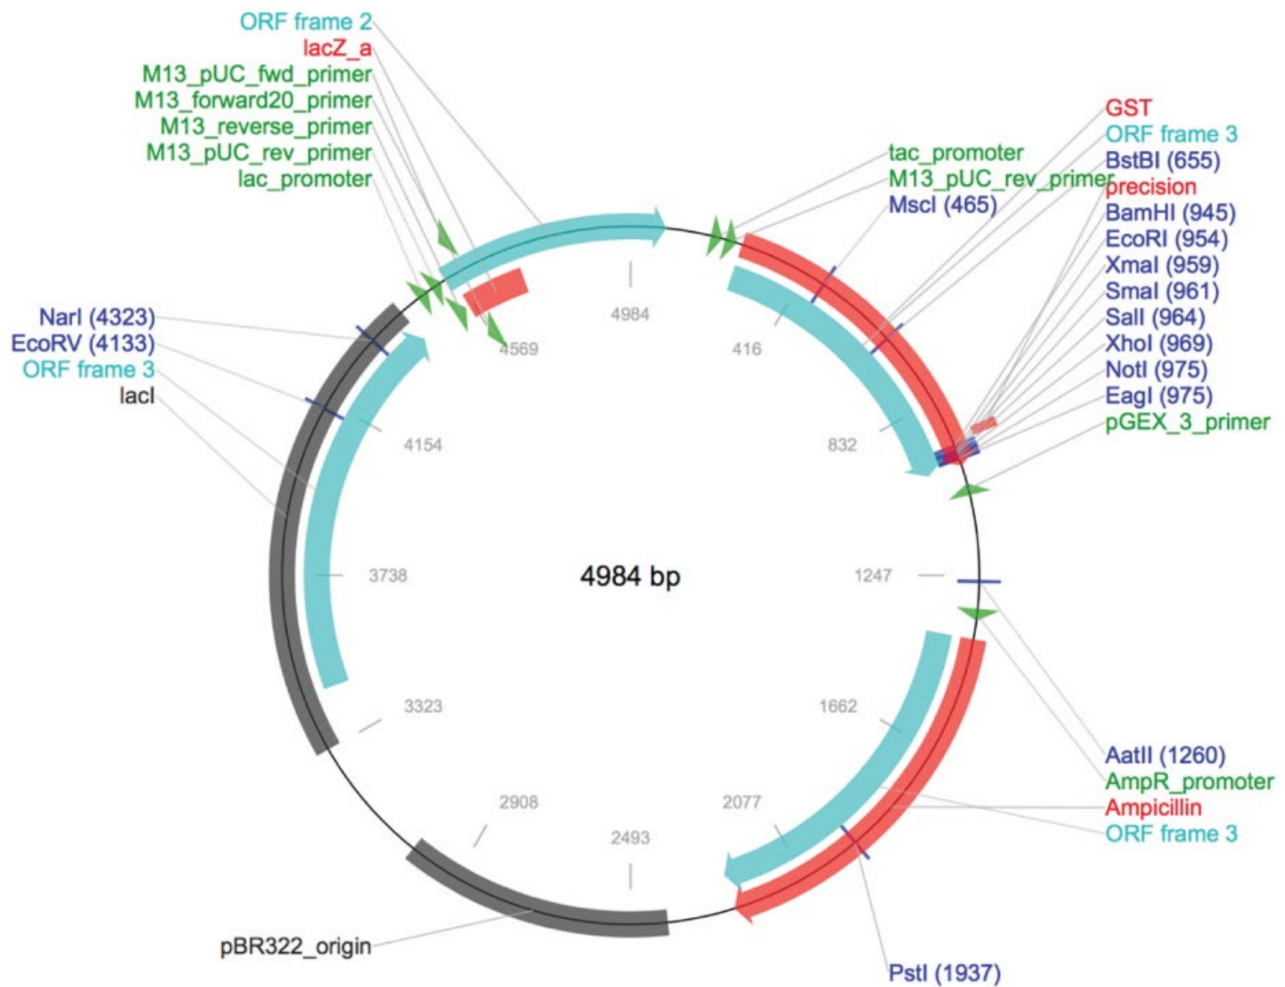 ORF frame 2
lacZ_a
M13_pUC_fwd_primer
M13_forward20_primer
M13_reverse_primer
M13_pUC_rev_primer
lac_promoter
NarI (4323)
EcoRV (4133)
ORF frame 3
lacI
pBR322_origin
tac_promoter
M13_pUC_rev_primer
MscI (465)
GST
ORF frame 3
BstBI (655)
precision
BamHI (945)
EcoRI (954)
XmaI (959)
SmaI (961)
SalI (964)
XhoI (969)
NotI (975)
EagI (975)
pGEX_3_primer
AatII (1260)
AmpR_promoter
Ampicillin
ORF frame 3
PstI (1937)
4984
416
832
1247
1662
2077
2493
2908
3323
3738
4154
4569
4984 bp